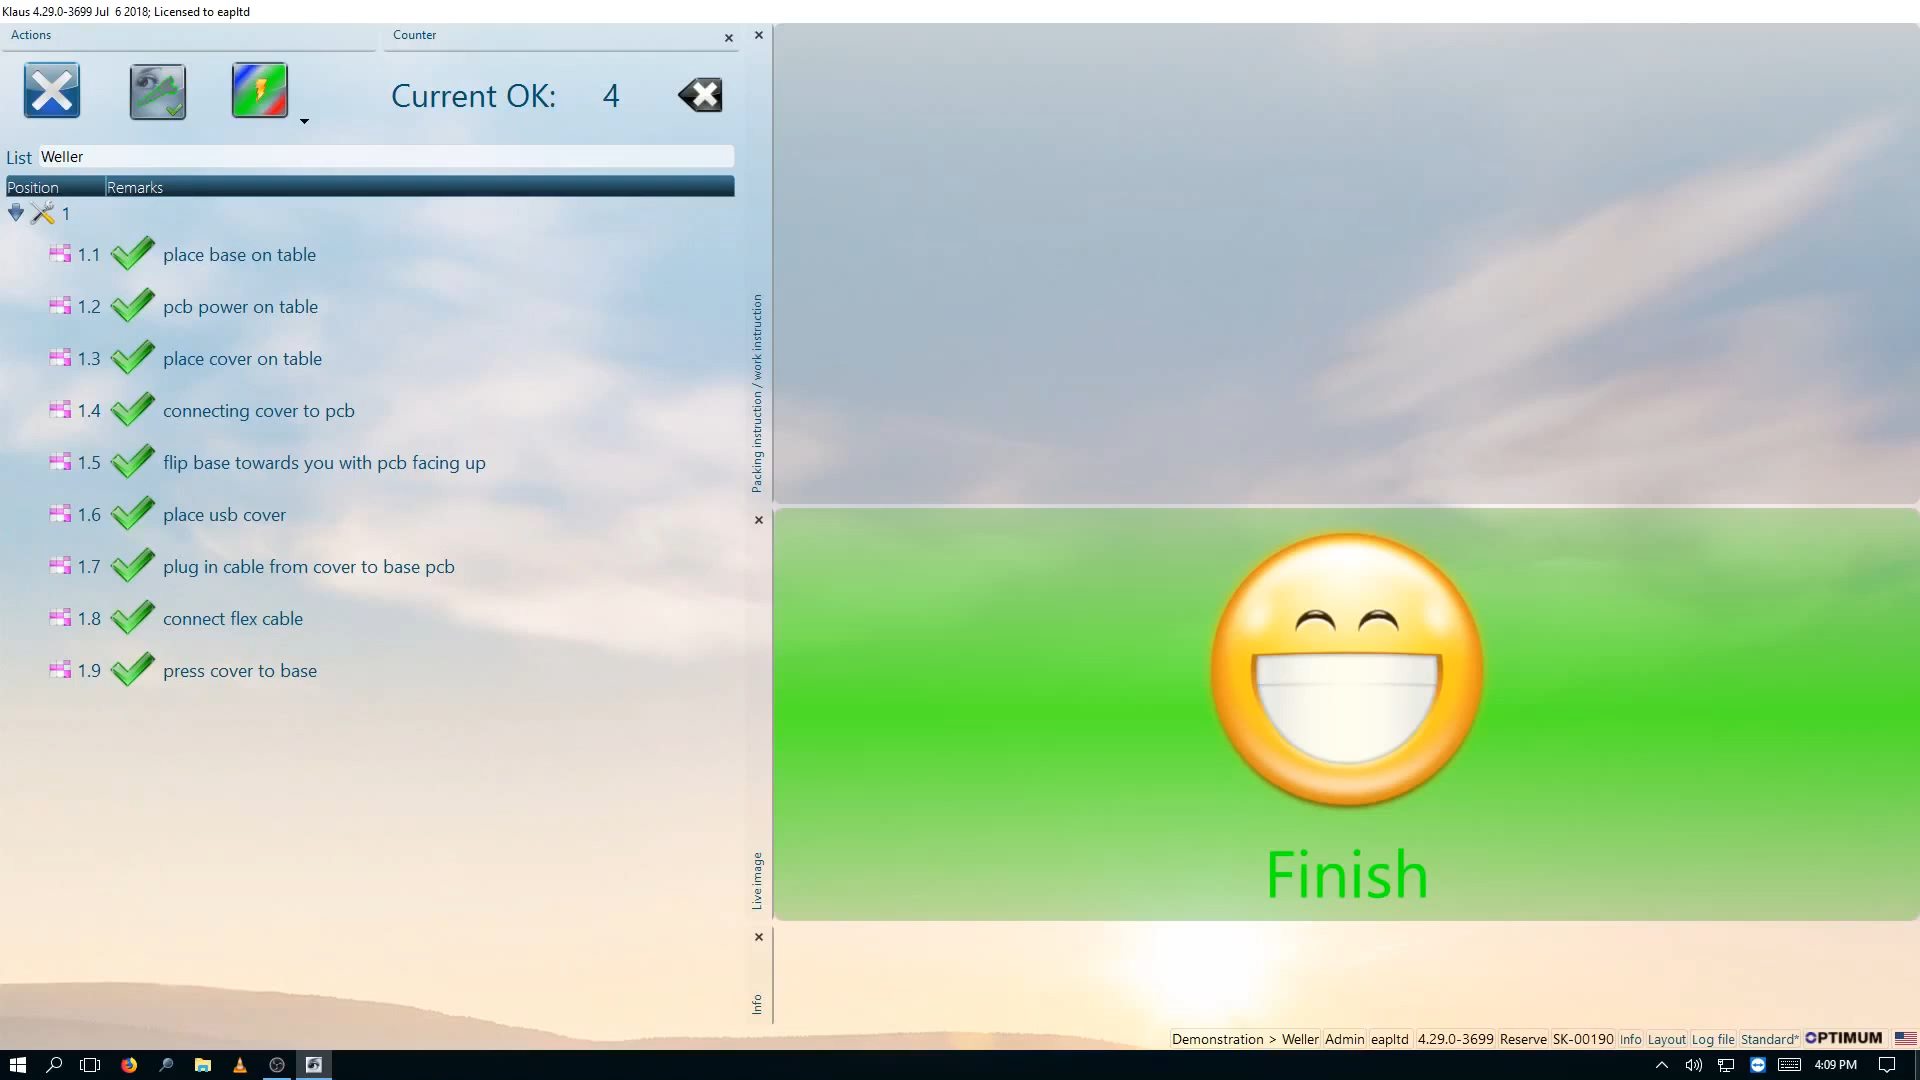 Klaus 4.29.0-3699 Jul  6 2018; Licensed to eapltd
Actions
Counter
Current OK: 4
List Weller
Position Remarks
1
1.1 place base on table
1.2 pcb power on table
1.3 place cover on table
1.4 connecting cover to pcb
1.5 flip base towards you with pcb facing up
1.6 place usb cover
1.7 plug in cable from cover to base pcb
1.8 connect flex cable
1.9 press cover to base
Packing instruction / work instruction
Live image
Finish
Info
Demonstration > Weller Admin eapltd 4.29.0-3699 Reserve SK-00190 Info Layout Log file Standard* OPTIMUM
4:09 PM